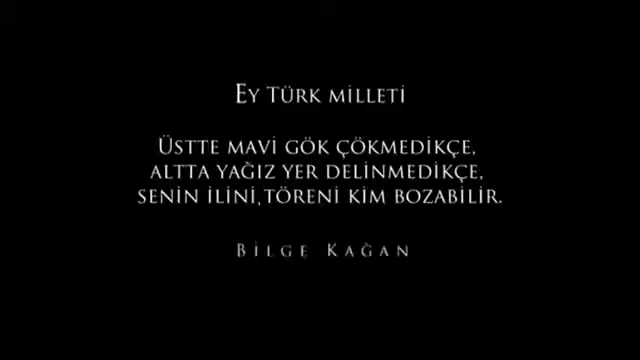 Ey Türk milleti
Üstte mavi gök çökmedikçe,
altta yağız yer delinmedikçe,
senin ilini, töreni kim bozabilir.
Bilge Kağan